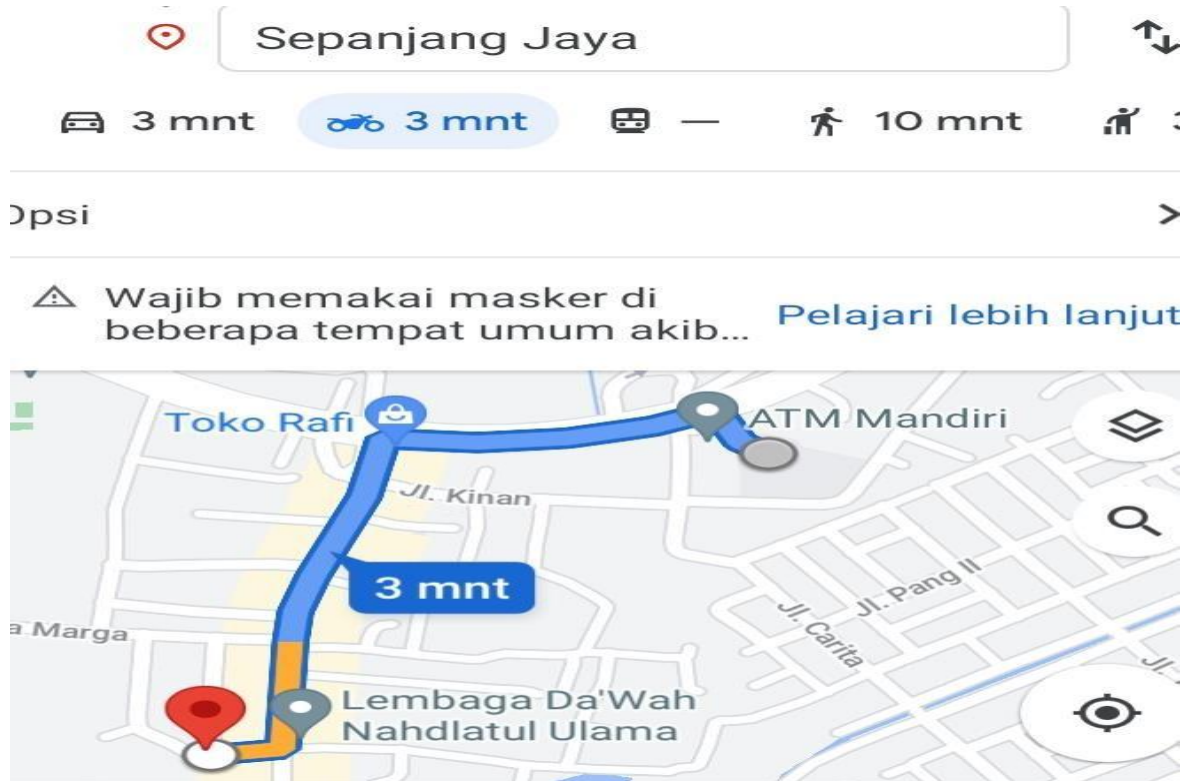 Sepanjang Jaya
3 mnt 3 mnt — 10 mnt
Opsi
Wajib memakai masker di
beberapa tempat umum akib...
Pelajari lebih lanjut
Toko Rafi
ATM Mandiri
Jl. Kinan
3 mnt
Jl. Pang II
Jl. Carita
a Marga
Jl.
Lembaga Da'Wah
Nahdlatul Ulama